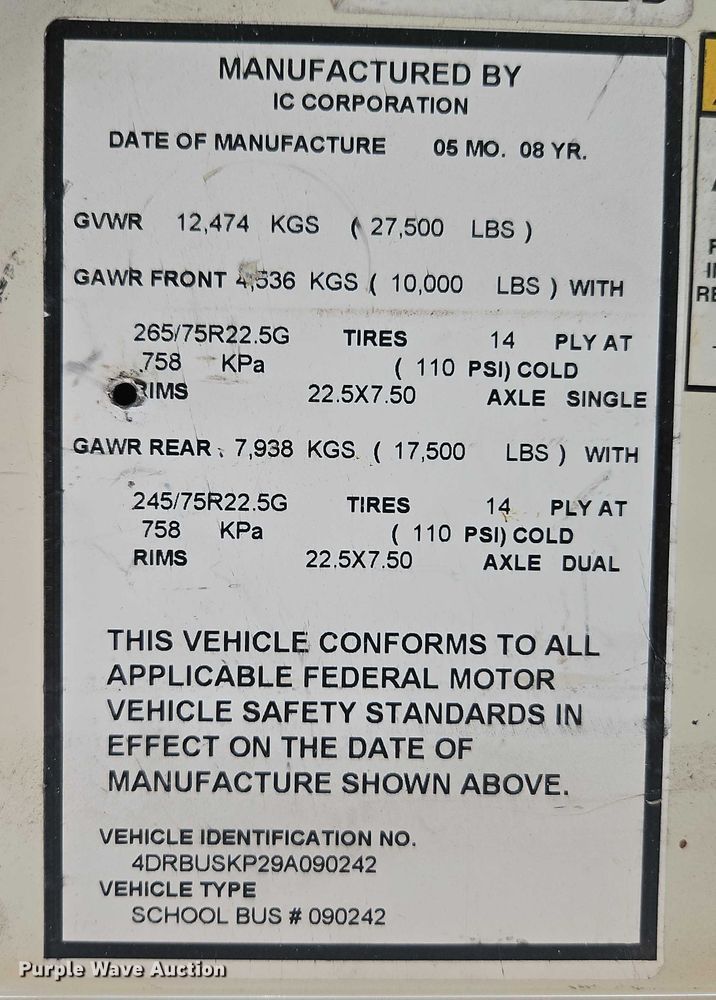 MANUFACTURED BY
IC CORPORATION
DATE OF MANUFACTURE 05 MO. 08 YR.
GVWR 12,474 KGS ( 27,500 LBS )
GAWR FRONT 4,536 KGS ( 10,000 LBS ) WITH
265/75R22.5G TIRES 14 PLY AT
758 KPa ( 110 PSI) COLD
RIMS 22.5X7.50 AXLE SINGLE
GAWR REAR 7,938 KGS ( 17,500 LBS ) WITH
245/75R22.5G TIRES 14 PLY AT
758 KPa ( 110 PSI) COLD
RIMS 22.5X7.50 AXLE DUAL
THIS VEHICLE CONFORMS TO ALL
APPLICABLE FEDERAL MOTOR
VEHICLE SAFETY STANDARDS IN
EFFECT ON THE DATE OF
MANUFACTURE SHOWN ABOVE.
VEHICLE IDENTIFICATION NO.
4DRBUSKP29A090242
VEHICLE TYPE
SCHOOL BUS # 090242
Purple Wave Auction